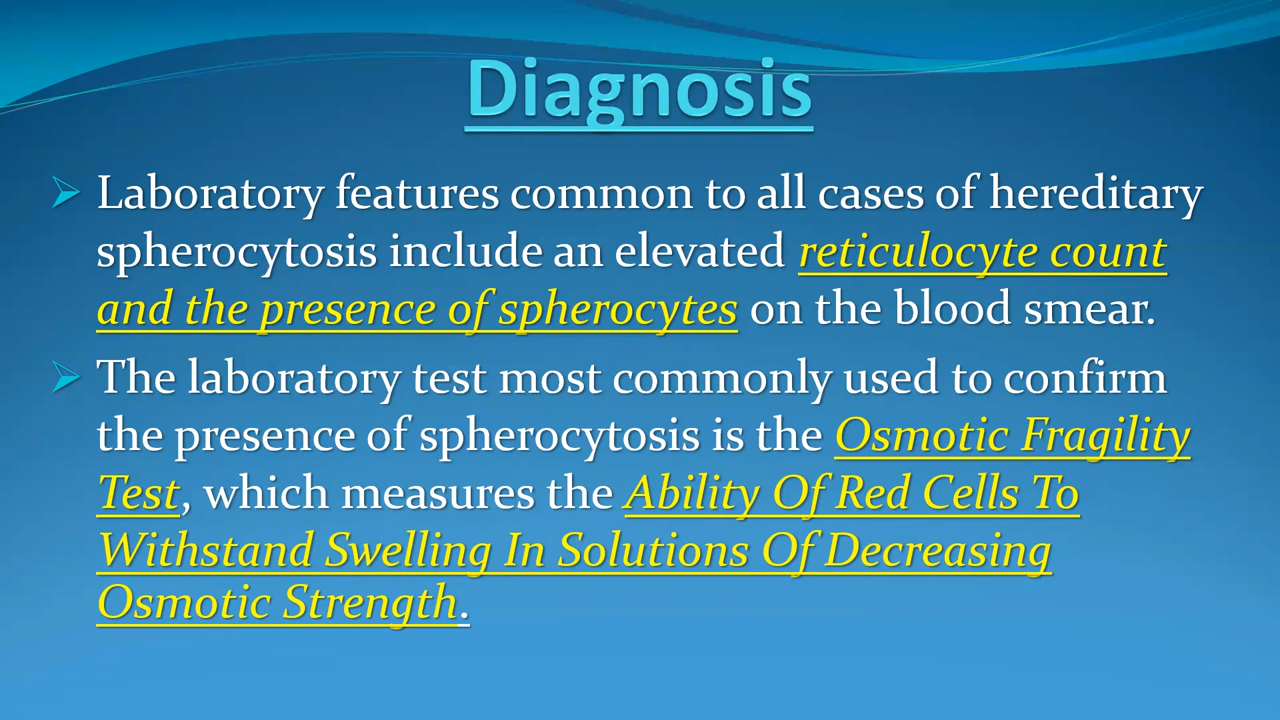 Diagnosis
Laboratory features common to all cases of hereditary
spherocytosis include an elevated reticulocyte count
and the presence of spherocytes on the blood smear.
The laboratory test most commonly used to confirm
the presence of spherocytosis is the Osmotic Fragility
Test, which measures the Ability Of Red Cells To
Withstand Swelling In Solutions Of Decreasing
Osmotic Strength.